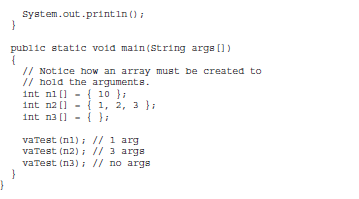 System.out.println();
}
public static void main(String args[])
{
// Notice how an array must be created to
// hold the arguments.
int n1[] = { 10 };
int n2[] = { 1, 2, 3 };
int n3[] = { };
vaTest(n1); // 1 arg
vaTest(n2); // 3 args
vaTest(n3); // no args
}
}